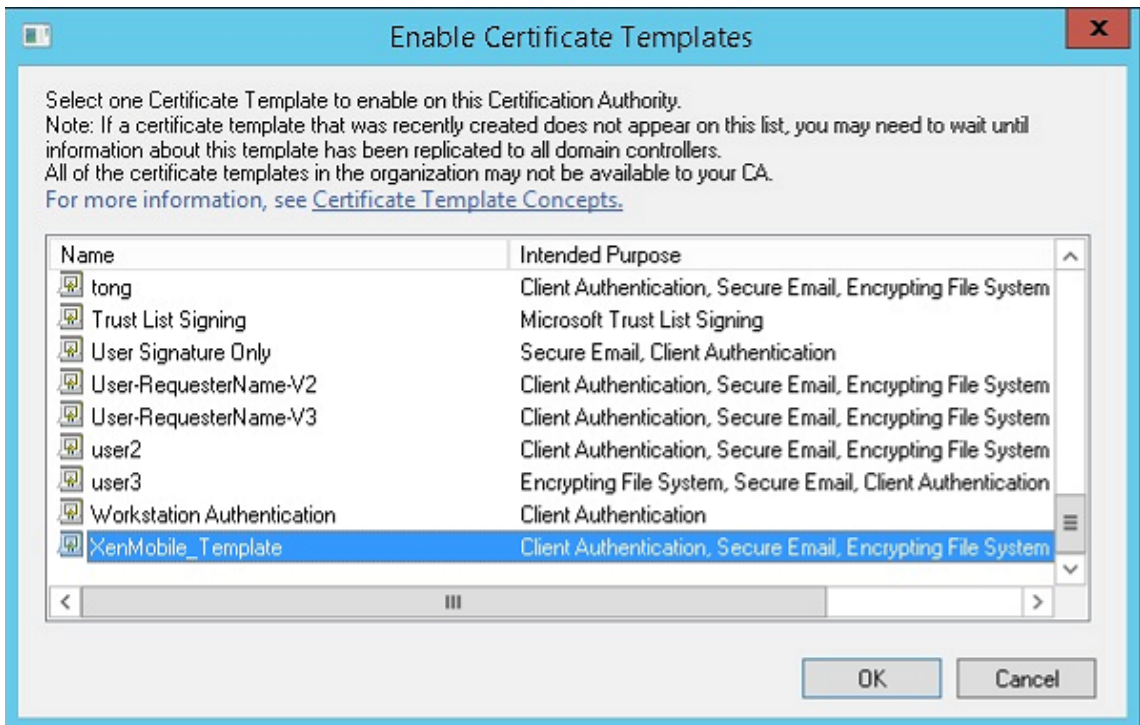 Enable Certificate Templates
x
Select one Certificate Template to enable on this Certification Authority.
Note: If a certificate template that was recently created does not appear on this list, you may need to wait until
information about this template has been replicated to all domain controllers.
All of the certificate templates in the organization may not be available to your CA.
For more information, see Certificate Template Concepts.
Name Intended Purpose
tong Client Authentication, Secure Email, Encrypting File System
Trust List Signing Microsoft Trust List Signing
User Signature Only Secure Email, Client Authentication
User-RequesterName-V2 Client Authentication, Secure Email, Encrypting File System
User-RequesterName-V3 Client Authentication, Secure Email, Encrypting File System
user2 Client Authentication, Secure Email, Encrypting File System
user3 Encrypting File System, Secure Email, Client Authentication
Workstation Authentication Client Authentication
XenMobile_Template Client Authentication, Secure Email, Encrypting File System
OK Cancel